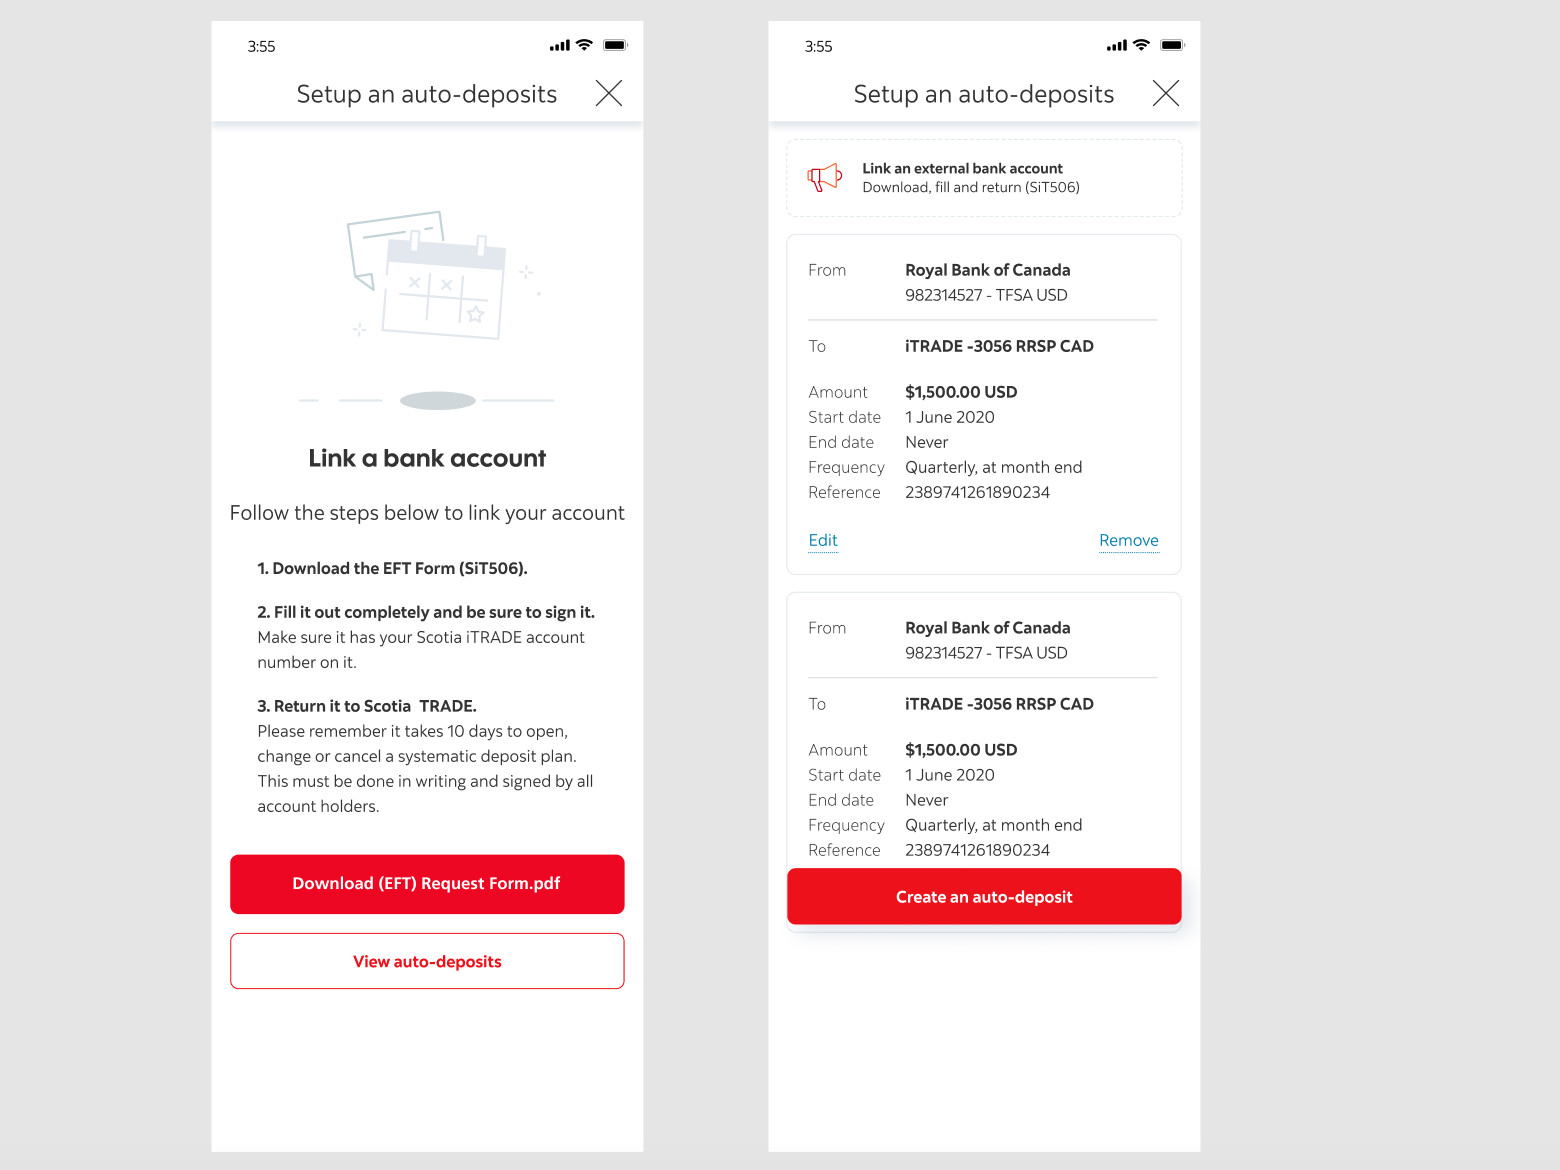 3:55
Setup an auto-deposits
Link a bank account
Follow the steps below to link your account
1. Download the EFT Form (SiT506).
2. Fill it out completely and be sure to sign it.
Make sure it has your Scotia iTRADE account
number on it.
3. Return it to Scotia  TRADE.
Please remember it takes 10 days to open,
change or cancel a systematic deposit plan.
This must be done in writing and signed by all
account holders.
Download (EFT) Request Form.pdf
View auto-deposits
3:55
Setup an auto-deposits
Link an external bank account
Download, fill and return (SiT506)
From Royal Bank of Canada
982314527 - TFSA USD
To iTRADE -3056 RRSP CAD
Amount $1,500.00 USD
Start date 1 June 2020
End date Never
Frequency Quarterly, at month end
Reference 2389741261890234
Edit Remove
From Royal Bank of Canada
982314527 - TFSA USD
To iTRADE -3056 RRSP CAD
Amount $1,500.00 USD
Start date 1 June 2020
End date Never
Frequency Quarterly, at month end
Reference 2389741261890234
Create an auto-deposit